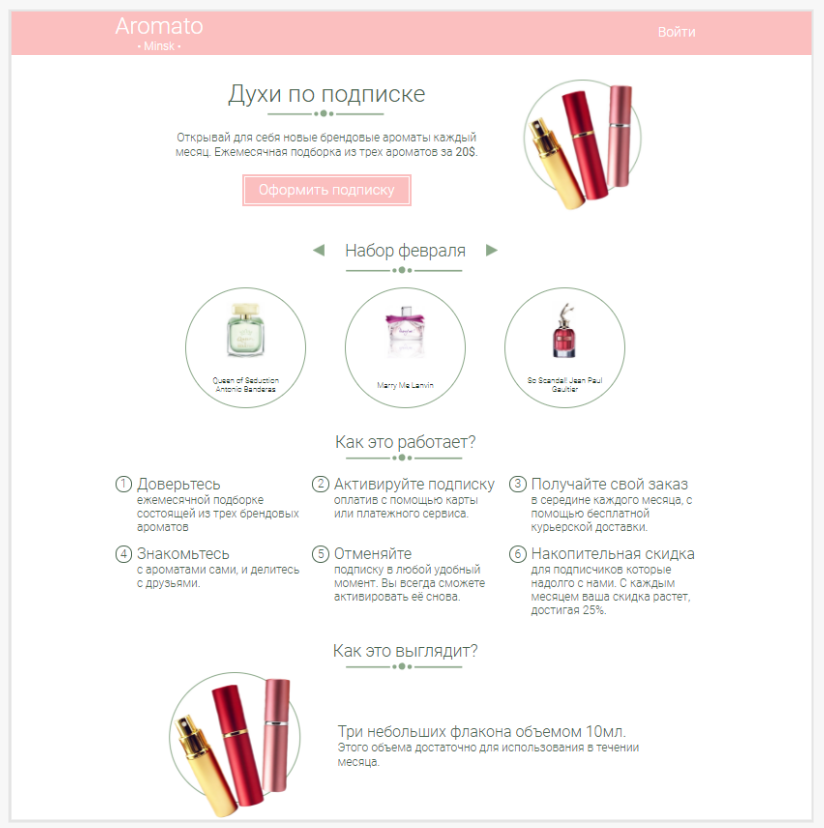 Aromato
• Minsk •
Войти
Духи по подписке
Открывай для себя новые брендовые ароматы каждый
месяц. Ежемесячная подборка из трех ароматов за 20$.
Оформить подписку
Набор февраля
Queen of Seduction
Antonio Banderas
Marry Me Lanvin
So Scandal! Jean Paul
Gaultier
Как это работает?
1 Доверьтесь
ежемесячной подборке
состоящей из трех брендовых
ароматов
2 Активируйте подписку
оплатив с помощью карты
или платежного сервиса.
3 Получайте свой заказ
в середине каждого месяца, с
помощью бесплатной
курьерской доставки.
4 Знакомьтесь
с ароматами сами, и делитесь
с друзьями.
5 Отменяйте
подписку в любой удобный
момент. Вы всегда сможете
активировать её снова.
6 Накопительная скидка
для подписчиков которые
надолго с нами. С каждым
месяцем ваша скидка растет,
достигая 25%.
Как это выглядит?
Три небольших флакона объемом 10мл.
Этого объема достаточно для использования в течении
месяца.